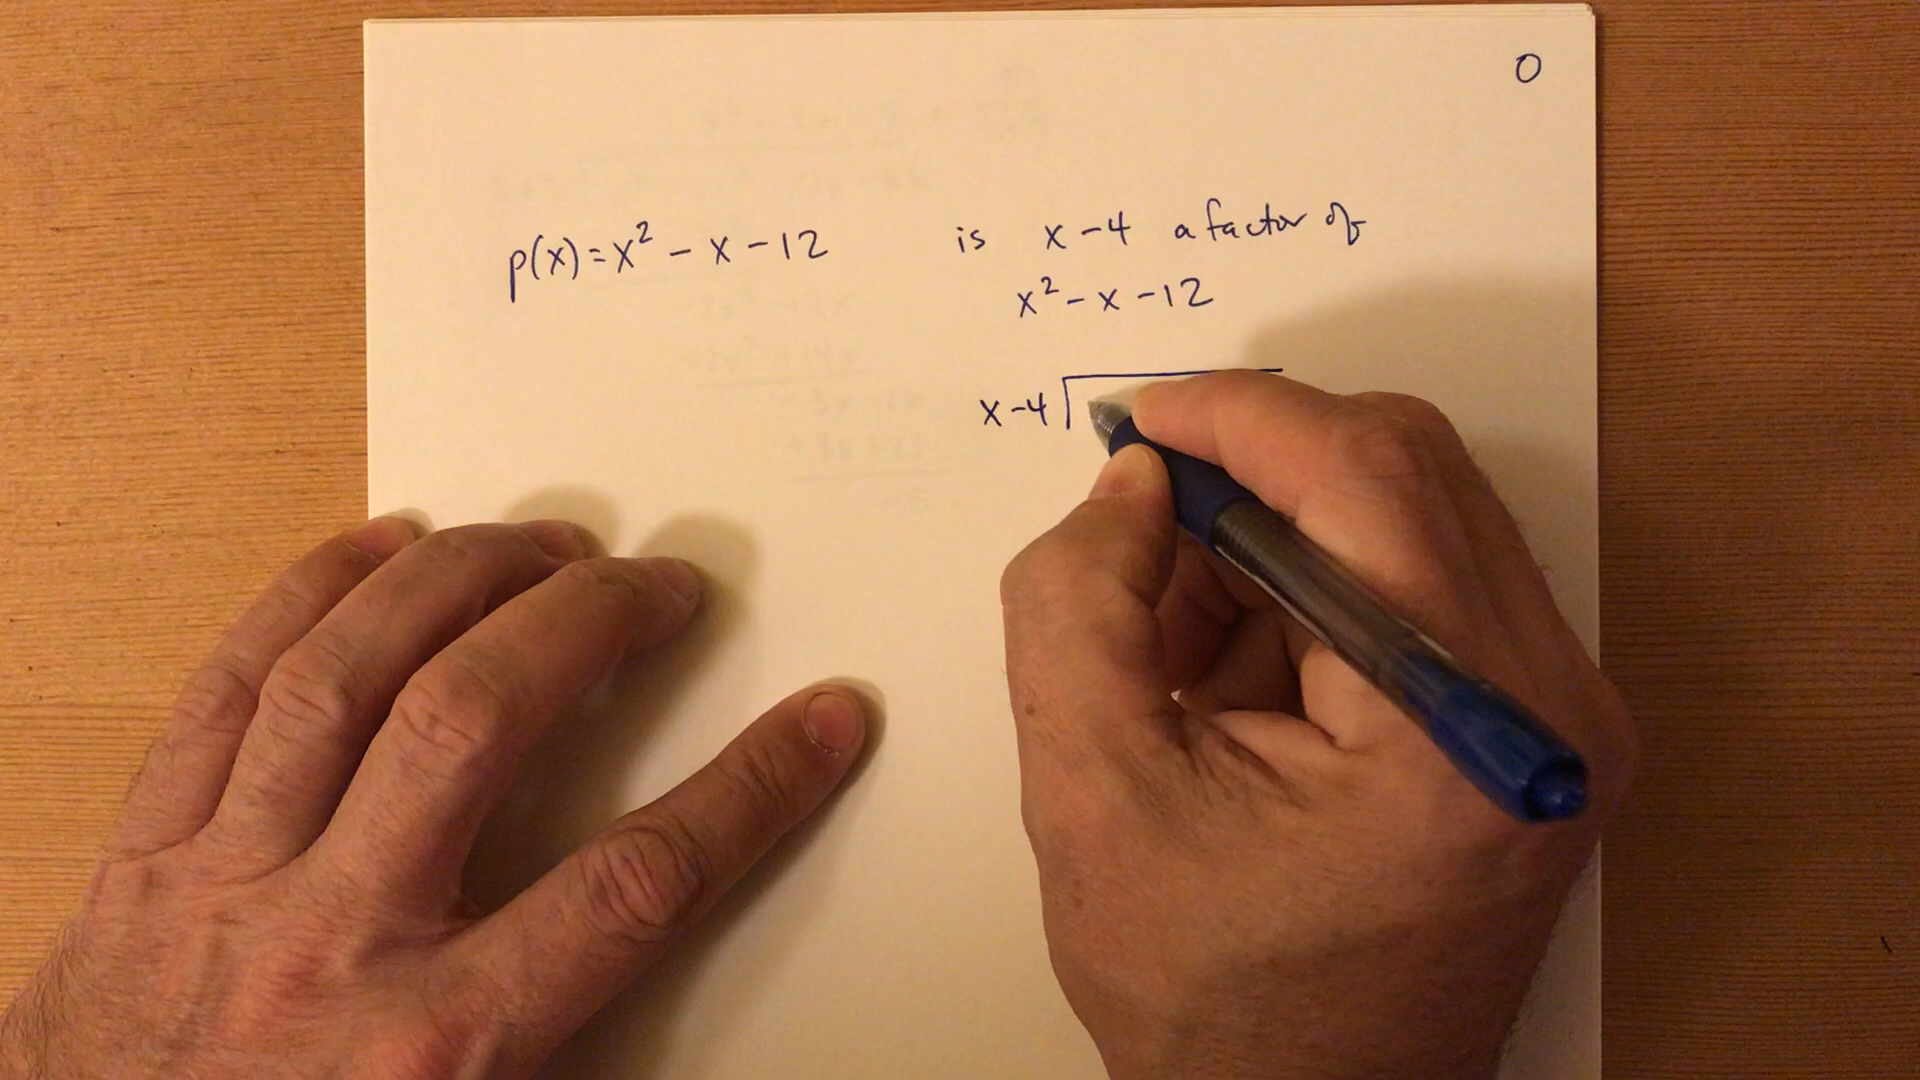 0
p(x)=x² - x - 12
is x - 4 a factor of
x² - x - 12
x - 4